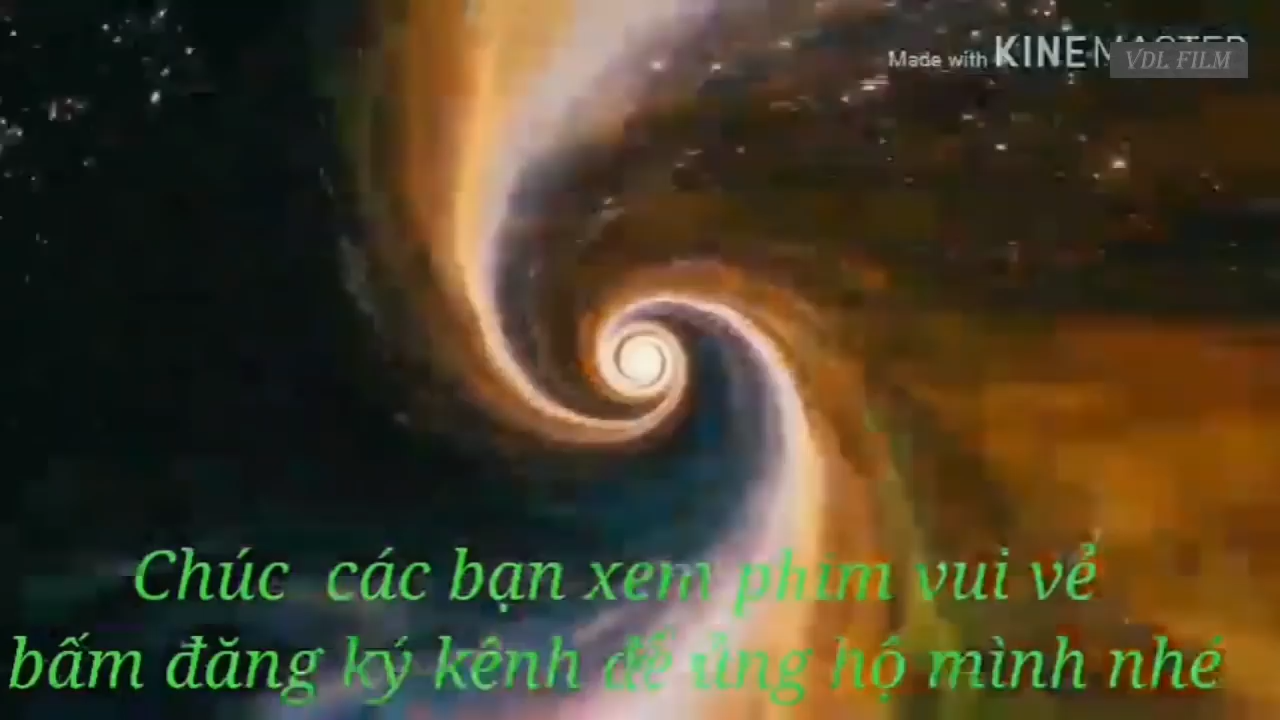 Made with KINEMASTER
VDL FILM
Chúc các bạn xem phim vui vẻ
bấm đăng ký kênh để ủng hộ mình nhé